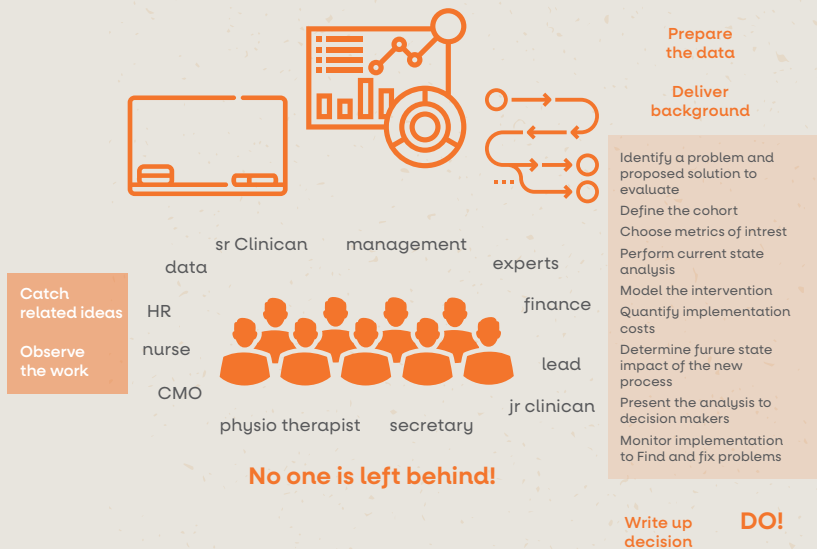 Prepare
the data
Deliver
background
Identify a problem and
proposed solution to
evaluate
Define the cohort
Choose metrics of intrest
Perform current state
analysis
Model the intervention
Quantify implementation
costs
Determine furure state
impact of the new
process
Present the analysis to
decision makers
Monitor implementation
to Find and fix problems
sr Clinican
management
data
experts
Catch
related ideas
HR
finance
Observe
the work
nurse
lead
CMO
jr clinican
physio therapist
secretary
No one is left behind!
Write up
decision
DO!